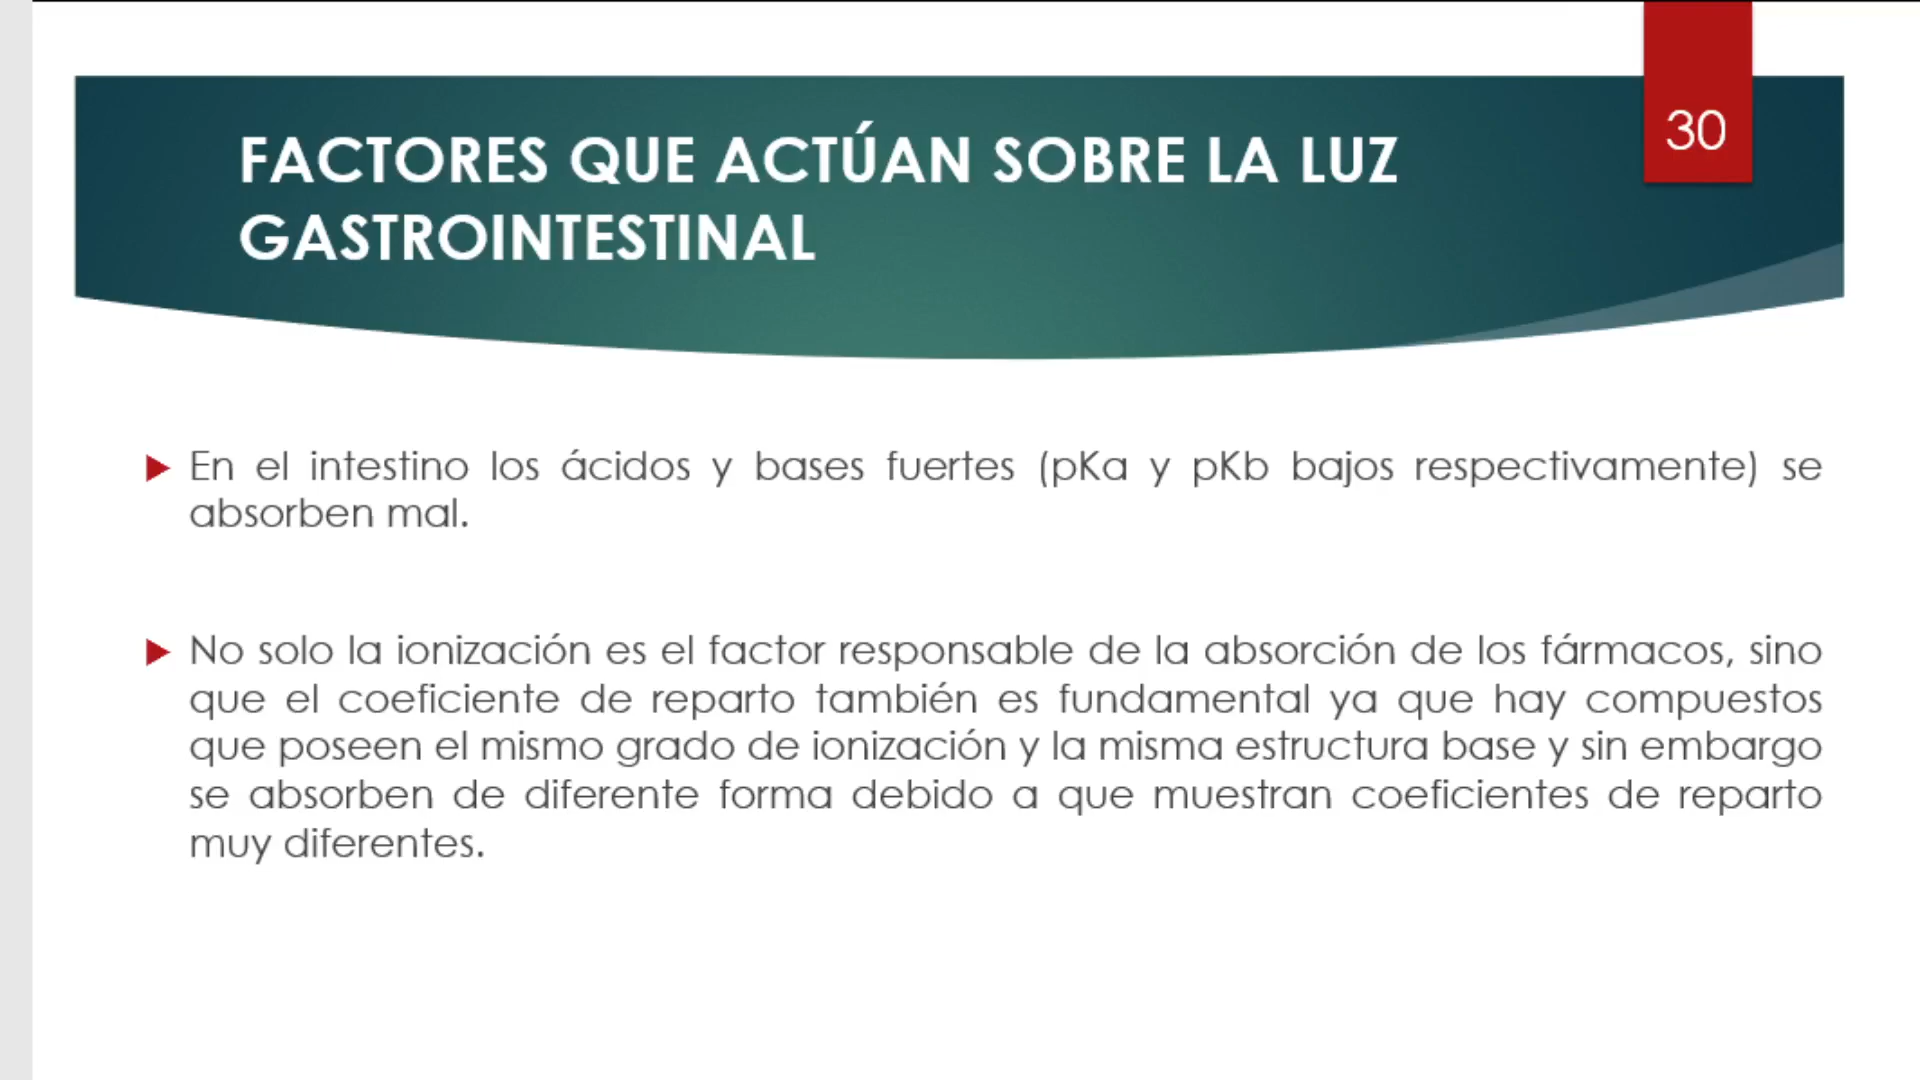 30
FACTORES QUE ACTÚAN SOBRE LA LUZ
GASTROINTESTINAL
En el intestino los ácidos y bases fuertes (pKa y pKb bajos respectivamente) se
absorben mal.
No solo la ionización es el factor responsable de la absorción de los fármacos, sino
que el coeficiente de reparto también es fundamental ya que hay compuestos
que poseen el mismo grado de ionización y la misma estructura base y sin embargo
se absorben de diferente forma debido a que muestran coeficientes de reparto
muy diferentes.